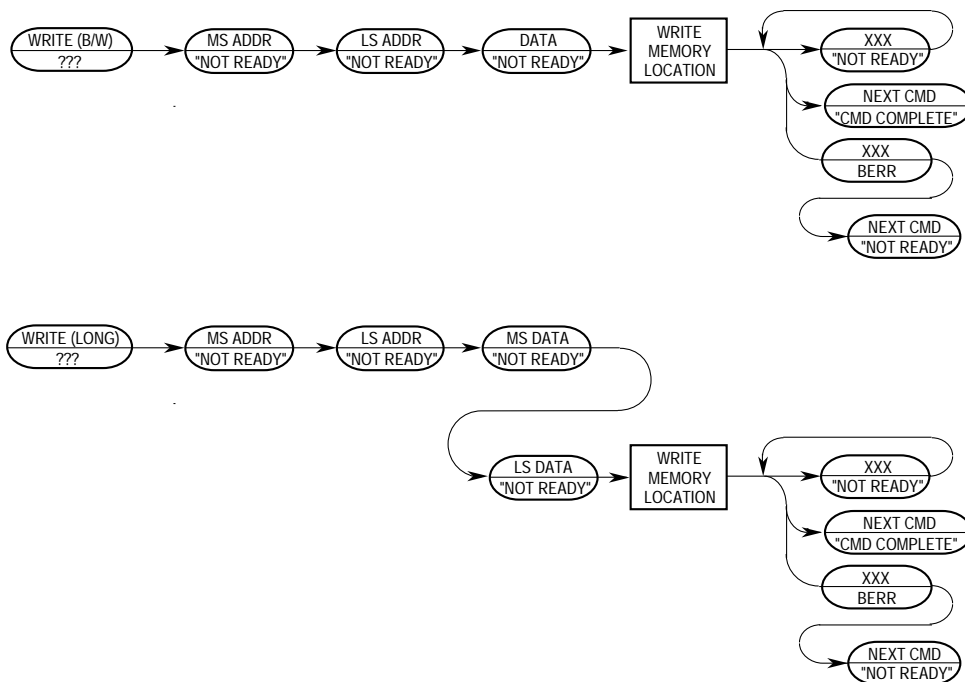 WRITE (B/W)
???
MS ADDR
"NOT READY"
LS ADDR
"NOT READY"
DATA
"NOT READY"
WRITE
MEMORY
LOCATION
XXX
"NOT READY"
NEXT CMD
"CMD COMPLETE"
XXX
BERR
NEXT CMD
"NOT READY"
WRITE (LONG)
???
MS ADDR
"NOT READY"
LS ADDR
"NOT READY"
MS DATA
"NOT READY"
LS DATA
"NOT READY"
WRITE
MEMORY
LOCATION
XXX
"NOT READY"
NEXT CMD
"CMD COMPLETE"
XXX
BERR
NEXT CMD
"NOT READY"